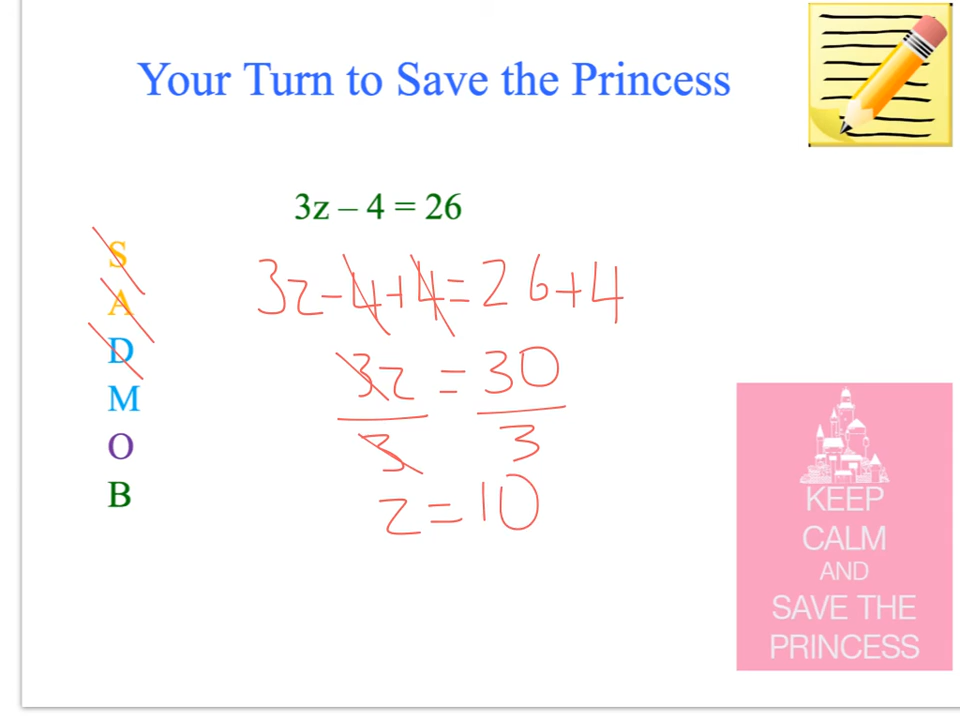 Your Turn to Save the Princess
3z – 4 = 26
S
A
D
M
O
B
3z-4+4=26+4
3z = 30
3 3
z=10
KEEP
CALM
AND
SAVE THE
PRINCESS